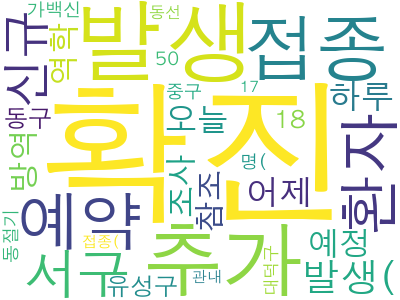 가백신
동선
발생
접종
신규
역학
50
17
중구
하루
동구
오늘
18
확진
환자
방역
조사
명(
예약
참조
어제
추가
동절기
접종(
예정
서구
유성구
관내
대덕구
발생(